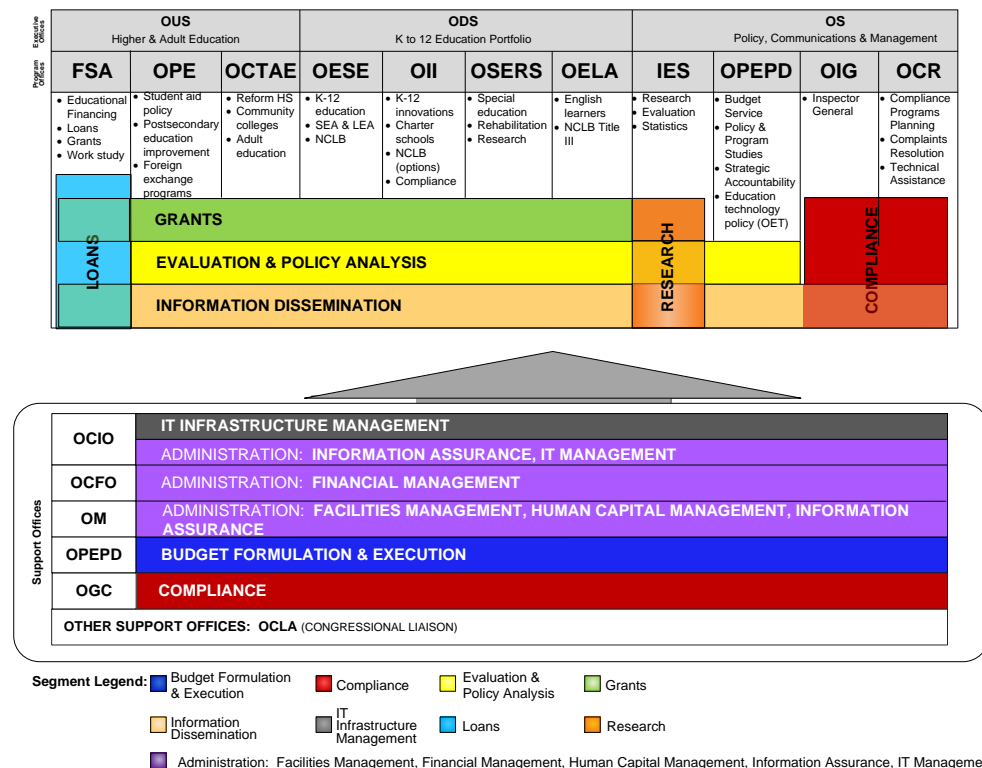 Executive
Offices
OUS
Higher & Adult Education
ODS
K to 12 Education Portfolio
OS
Policy, Communications & Management
Program
Offices
FSA
OPE
OCTAE
OESE
OII
OSERS
OELA
IES
OPEPD
OIG
OCR
• Educational
Financing
• Loans
• Grants
• Work study
• Student aid
policy
• Postsecondary
education
improvement
• Foreign
exchange
programs
• Reform HS
• Community
colleges
• Adult
education
• K-12
education
• SEA & LEA
• NCLB
• K-12
innovations
• Charter
schools
• NCLB
(options)
• Compliance
• Special
education
• Rehabilitation
• Research
• English
learners
• NCLB Title
III
• Research
• Evaluation
• Statistics
• Budget
Service
• Policy &
Program
Studies
• Strategic
Accountability
• Education
technology
policy (OET)
• Inspector
General
• Compliance
Programs
Planning
• Complaints
Resolution
• Technical
Assistance
LOANS
GRANTS
EVALUATION & POLICY ANALYSIS
INFORMATION DISSEMINATION
RESEARCH
COMPLIANCE
Support Offices
OCIO
IT INFRASTRUCTURE MANAGEMENT
ADMINISTRATION: INFORMATION ASSURANCE, IT MANAGEMENT
OCFO
ADMINISTRATION: FINANCIAL MANAGEMENT
OM
ADMINISTRATION: FACILITIES MANAGEMENT, HUMAN CAPITAL MANAGEMENT, INFORMATION
ASSURANCE
OPEPD
BUDGET FORMULATION & EXECUTION
OGC
COMPLIANCE
OTHER SUPPORT OFFICES: OCLA (CONGRESSIONAL LIAISON)
Segment Legend:
Budget Formulation
& Execution
Compliance
Evaluation &
Policy Analysis
Grants
Information
Dissemination
IT
Infrastructure
Management
Loans
Research
Administration: Facilities Management, Financial Management, Human Capital Management, Information Assurance, IT Manageme